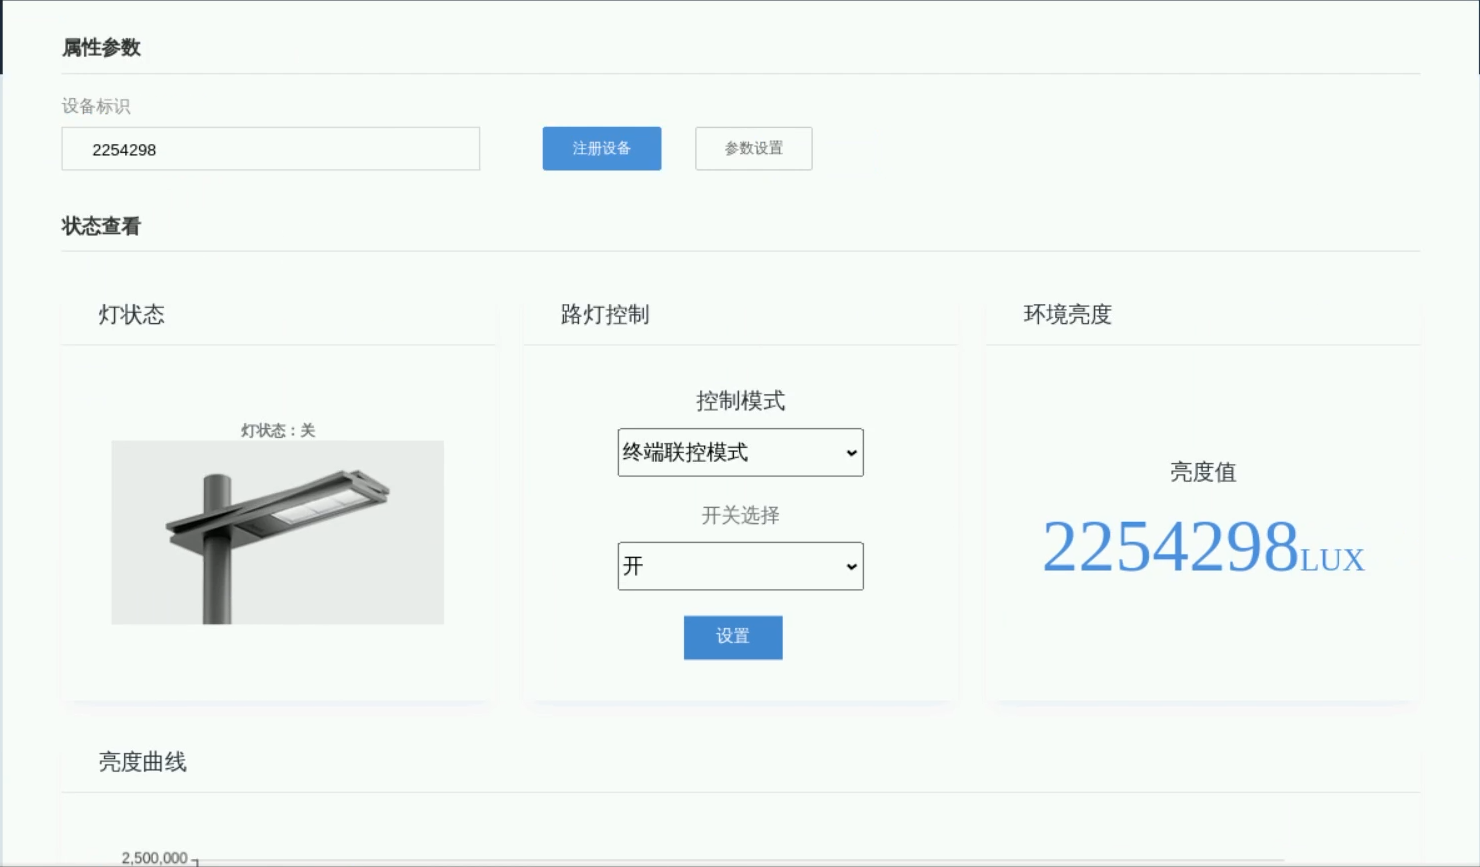 属性参数
设备标识
2254298
注册设备
参数设置
状态查看
灯状态
路灯控制
环境亮度
灯状态：关
控制模式
终端联控模式
开关选择
开
设置
亮度值
2254298LUX
亮度曲线
2,500,000